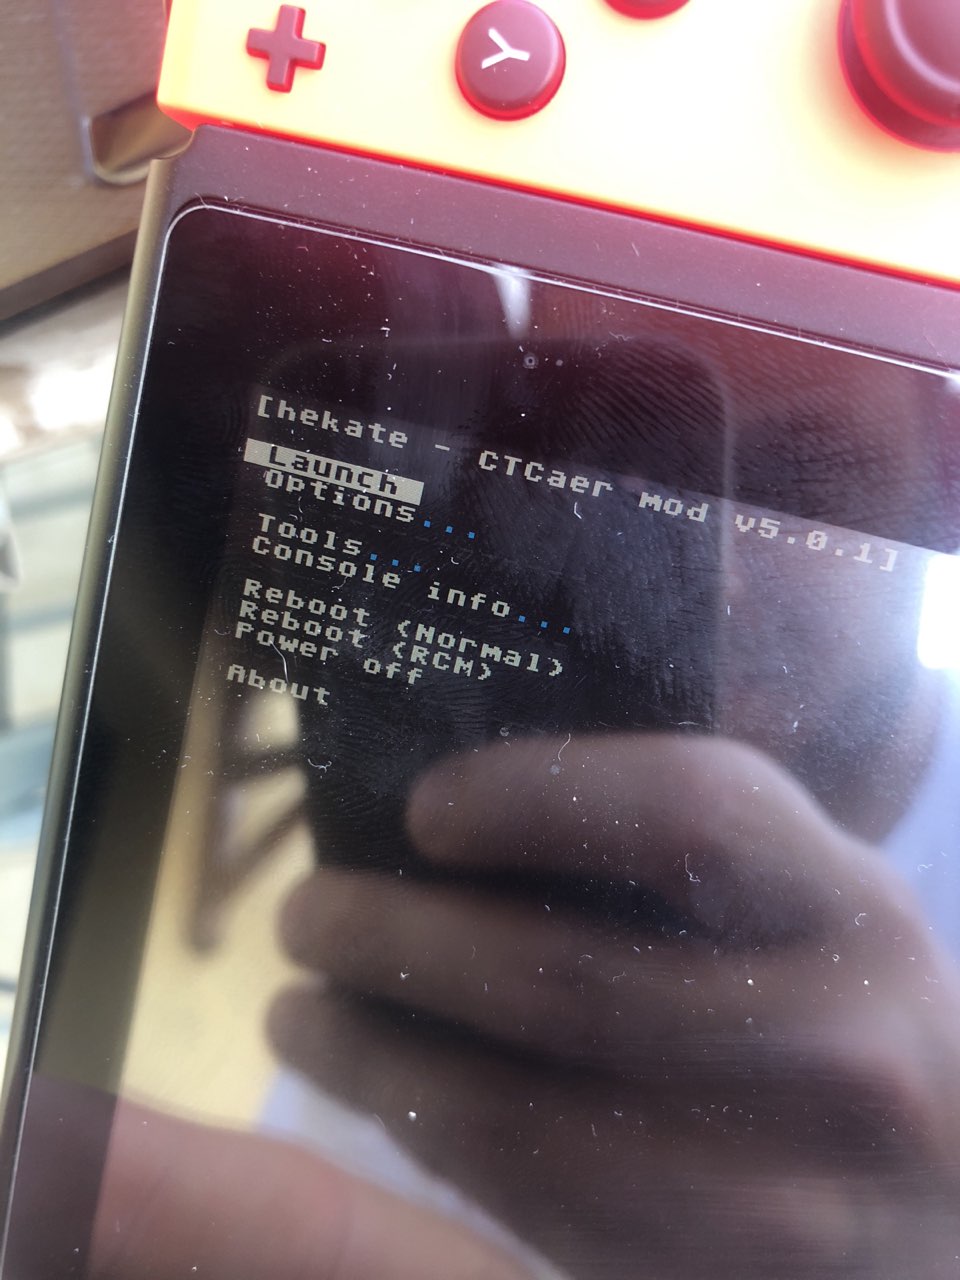 Y
[hekate - CTCaer mod v5.0.1]
Launch
Options...
Tools...
Console info...
Reboot (Normal)
Reboot (RCM)
Power off
About